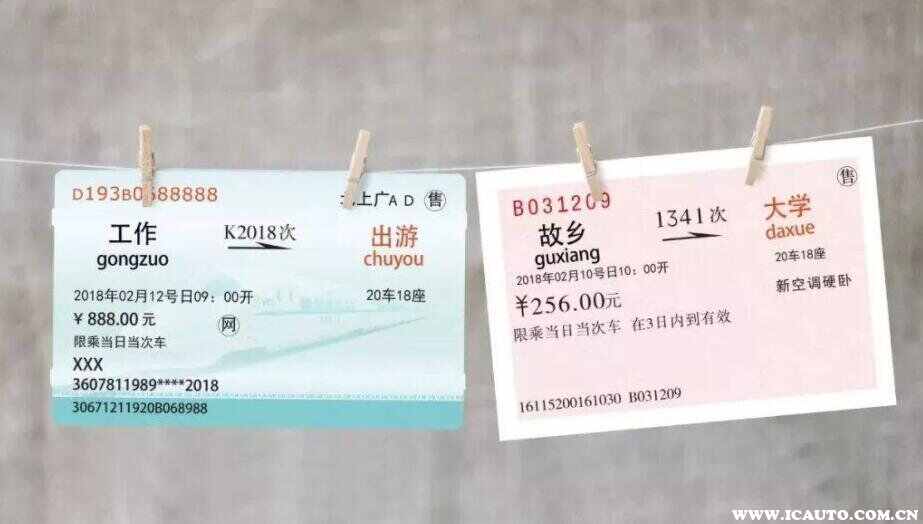 D193B0688888
上广A D 售
工作
K2018次
出游
gongzuo
chuyou
2018年02月12号日09：00开
20车18座
￥888.00 元
网
限乘当日当次车
XXX
3607811989****2018
30671211920B068988
售
B031209
1341次
大学
故乡
daxue
guxiang
2018年02月10号日10：00开
20车18座
￥256.00元
新空调硬卧
限乘当日当次车 在3日内到有效
16115200161030 B031209
WWW.ICAUTO.COM.CN